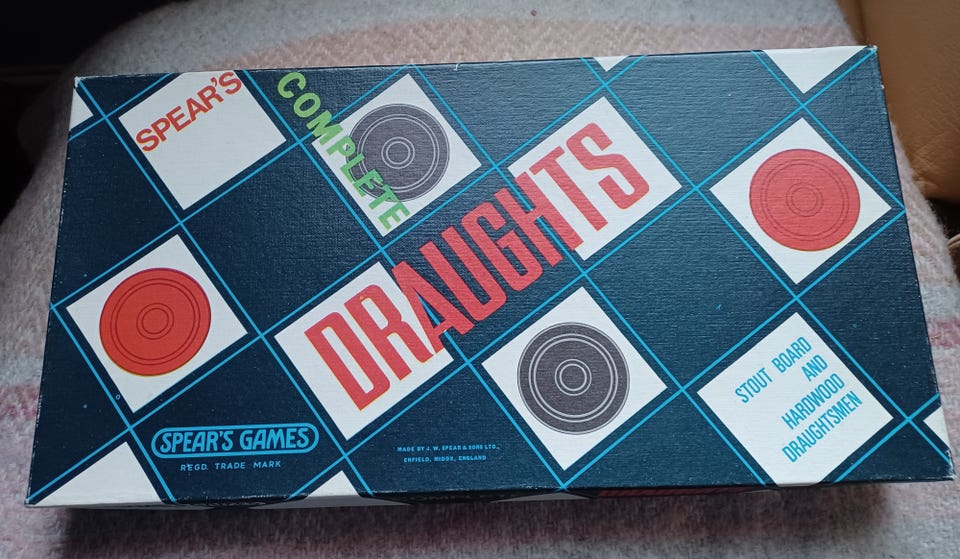 SPEAR'S
COMPLETE
DRAUGHTS
STOUT BOARD
AND
HARDWOOD
DRAUGHTSMEN
SPEAR'S GAMES
REGD. TRADE MARK
MADE BY J. W. SPEAR & SONS LTD.,
ENFIELD, MIDDX, ENGLAND